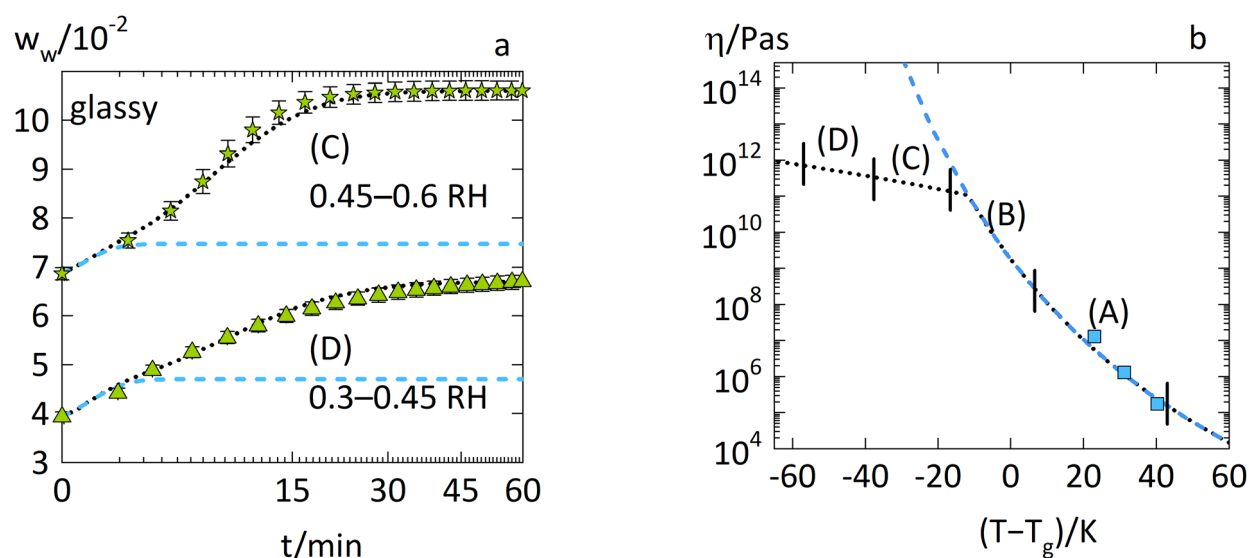 w_w/10^-2
a
glassy
10
9
8
7
6
5
4
3
(C)
0.45–0.6 RH
(D)
0.3–0.45 RH
0
15
30
45
60
t/min
η/Pas
b
10^14
10^12
10^10
10^8
10^6
10^4
(D)
(C)
(B)
(A)
-60
-40
-20
0
20
40
60
(T–T_g)/K